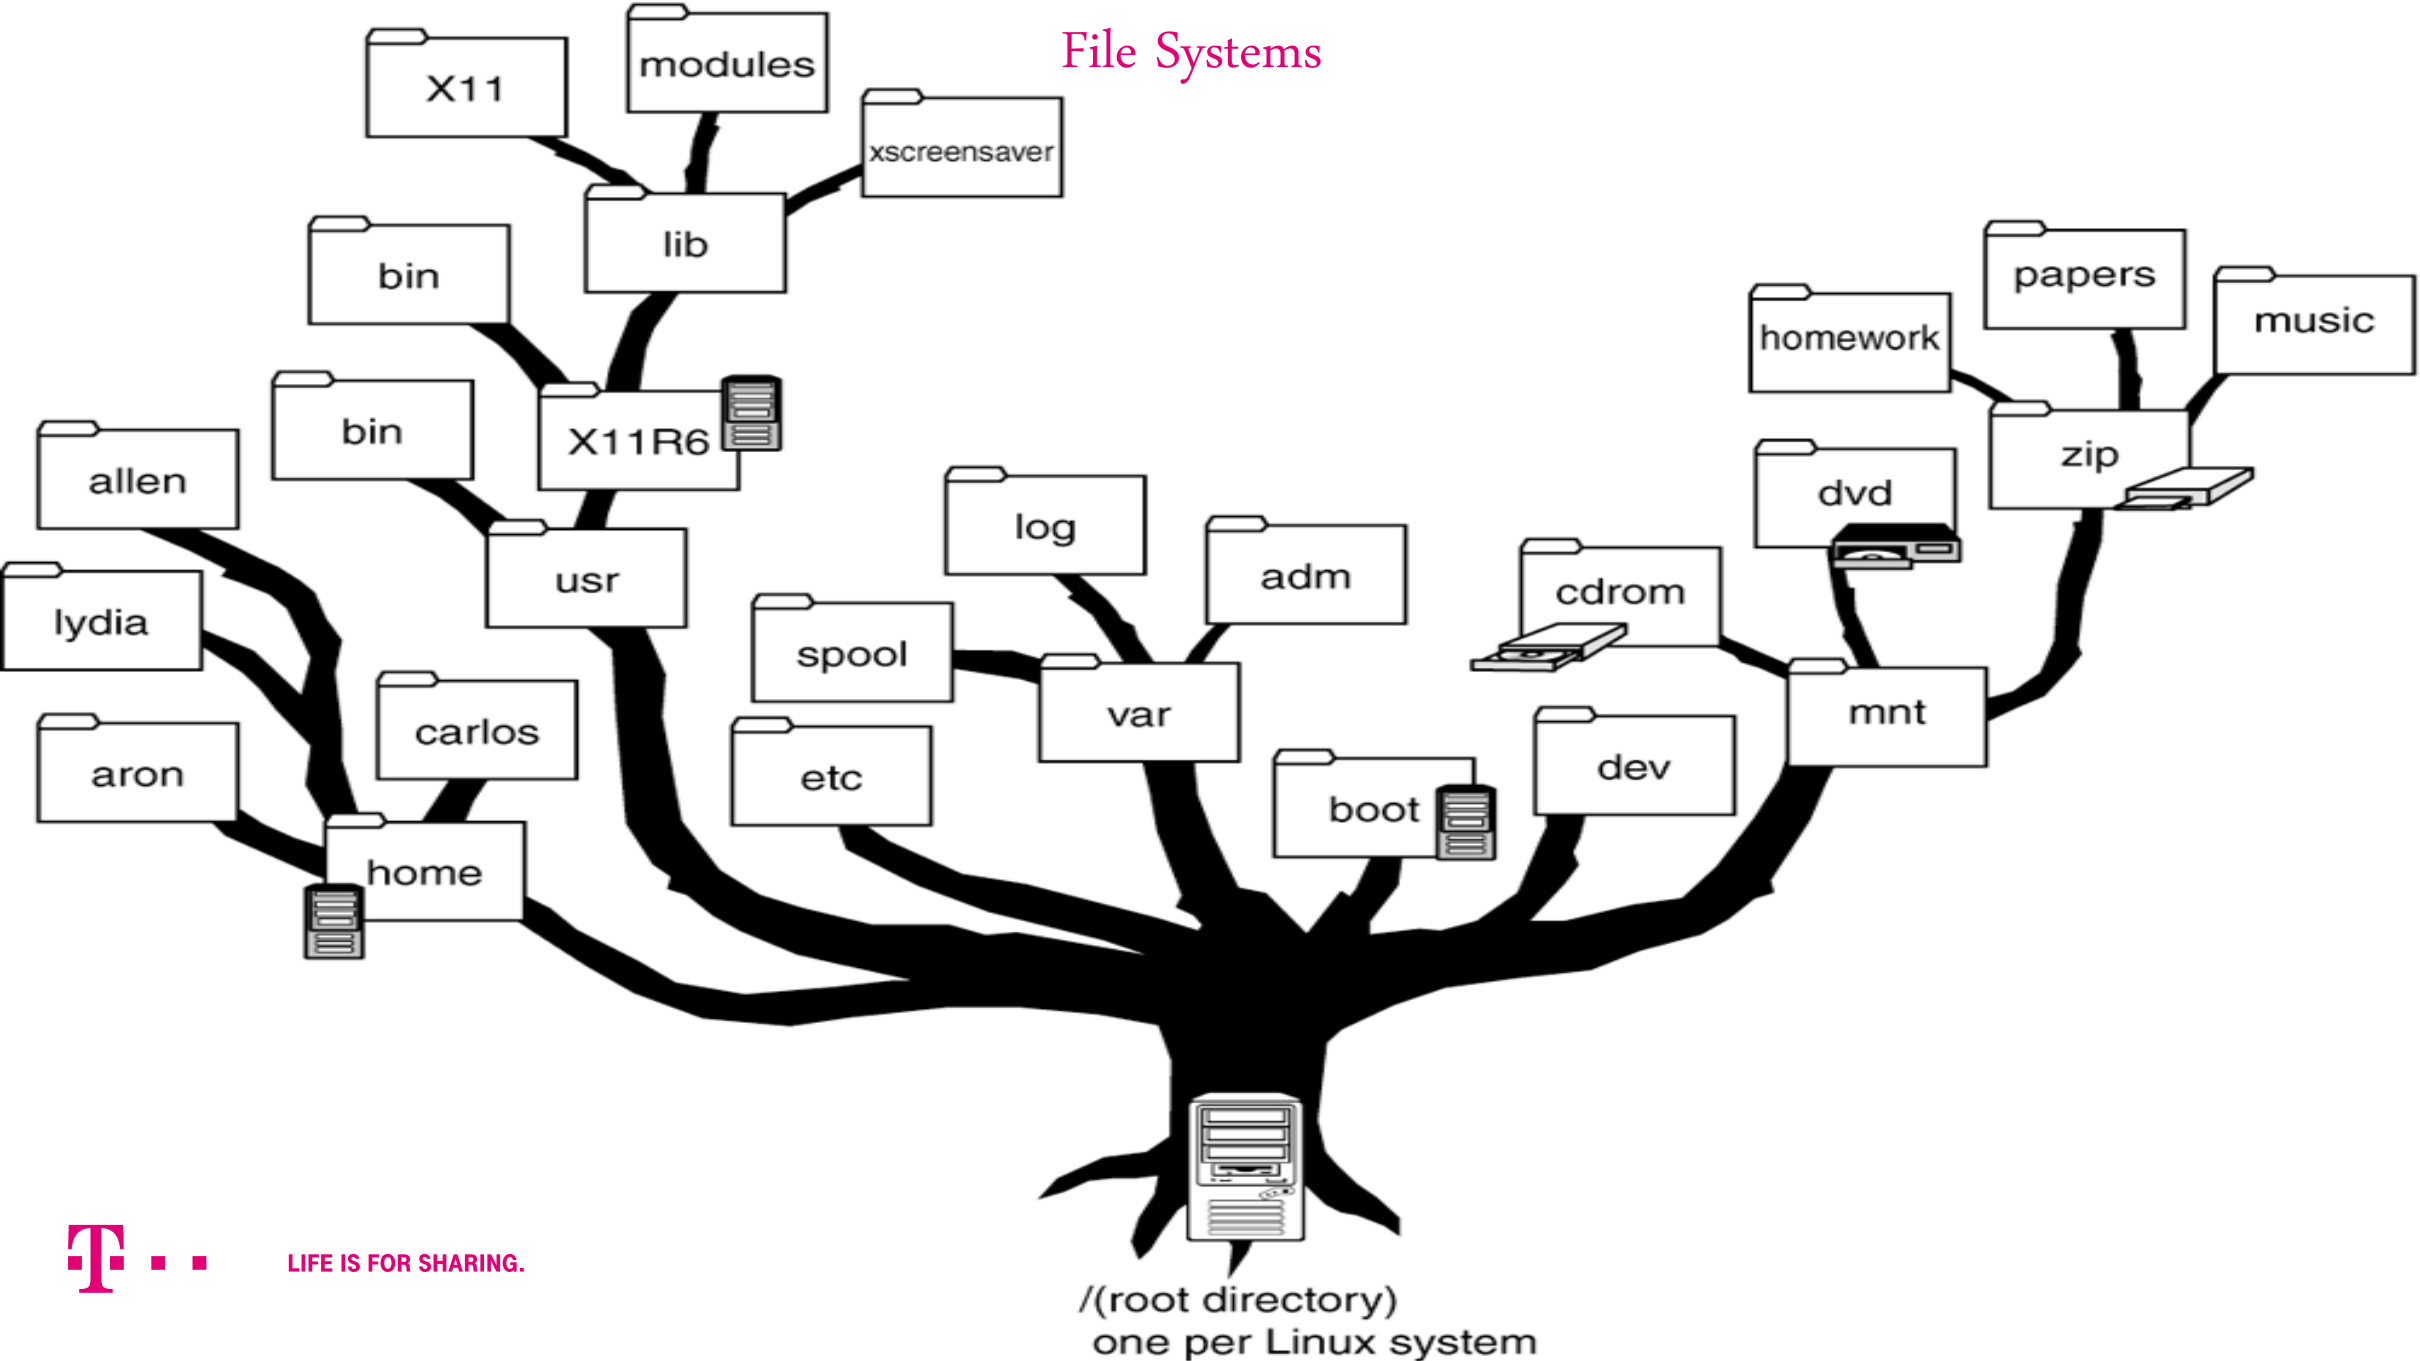 File Systems
X11
modules
xscreensaver
lib
bin
papers
music
homework
bin
X11R6
zip
allen
dvd
log
adm
usr
cdrom
lydia
spool
var
mnt
carlos
aron
etc
dev
boot
home
T
LIFE IS FOR SHARING.
/(root directory)
one per Linux system